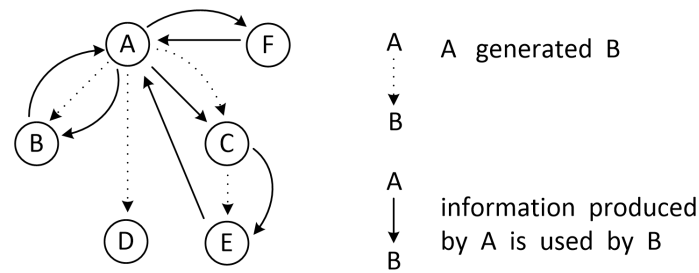 A
F
B
C
D
E
A
A generated B
B
A
information produced
by A is used by B
B